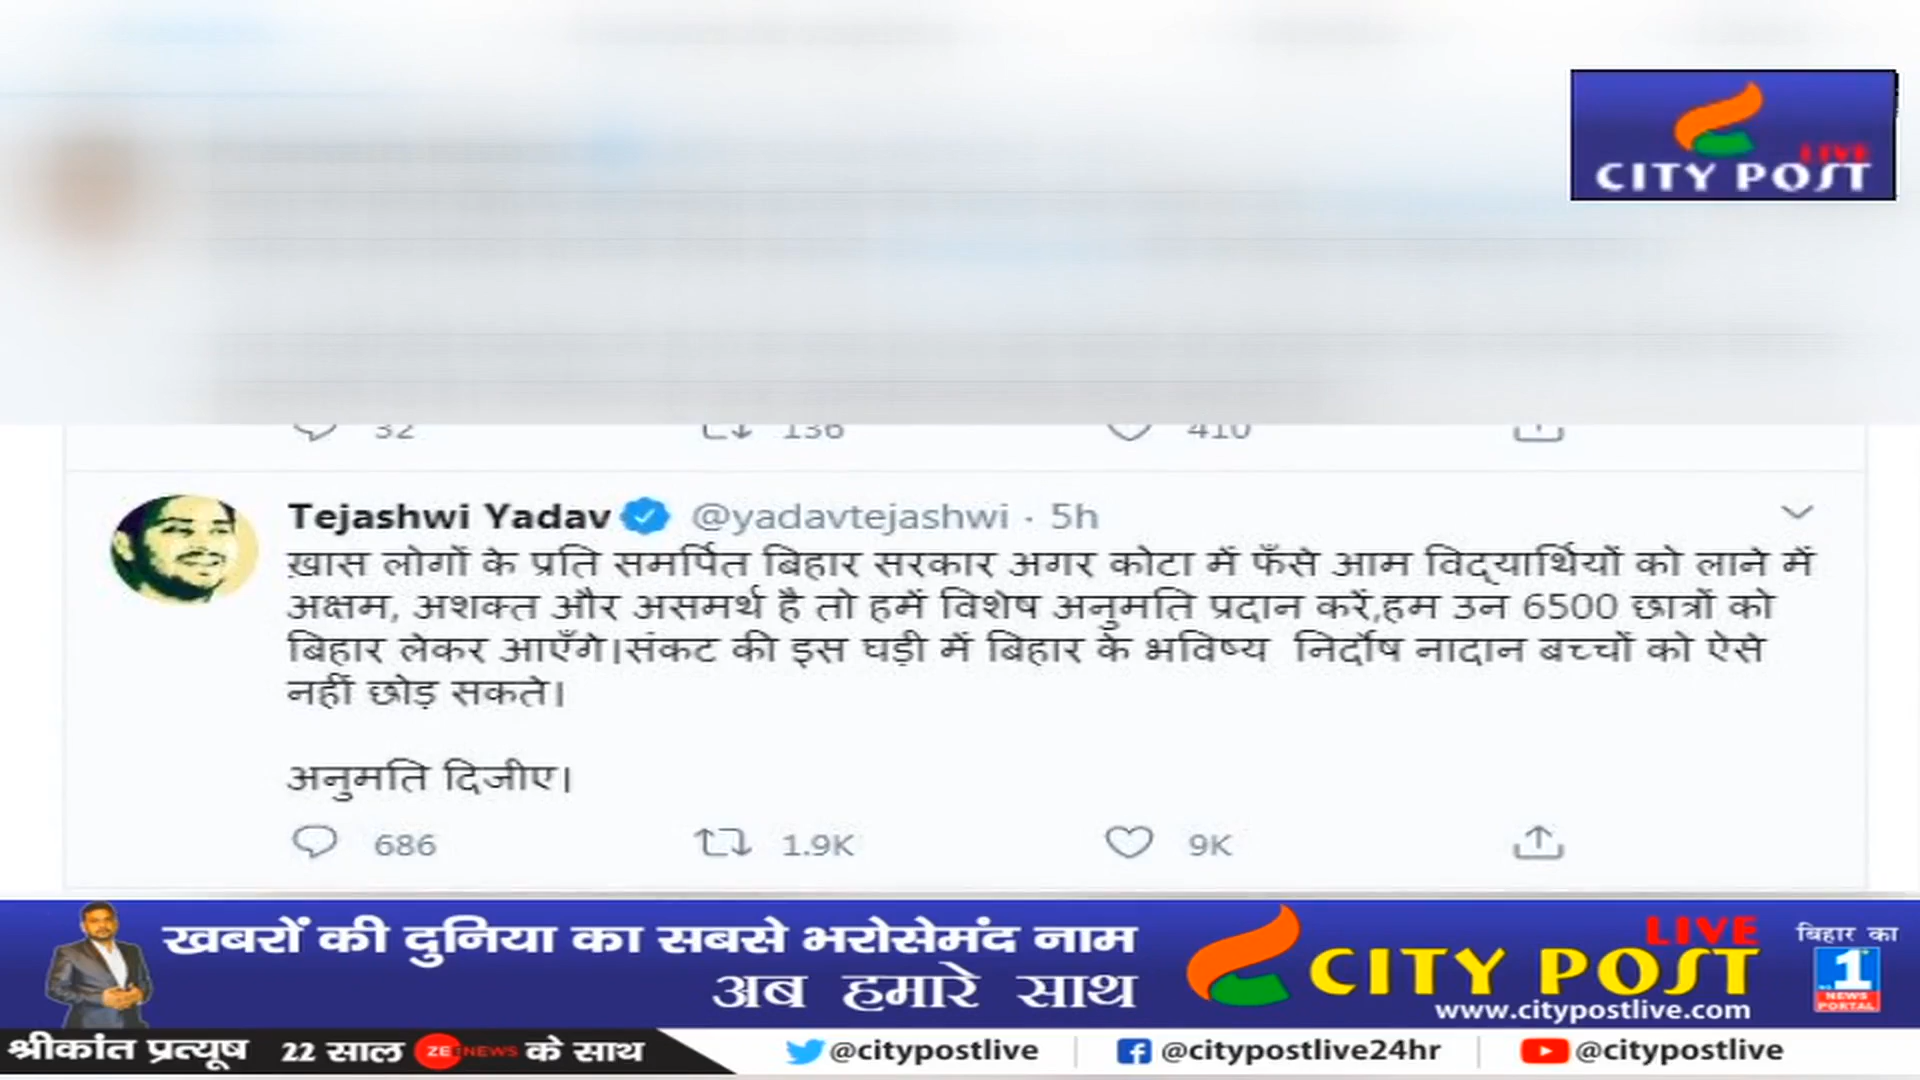 LIVE
CITY POST
32 136 410
Tejashwi Yadav @yadavtejashwi · 5h
ख़ास लोगों के प्रति समर्पित बिहार सरकार अगर कोटा में फँसे आम विद्यार्थियों को लाने में
अक्षम, अशक्त और असमर्थ है तो हमें विशेष अनुमति प्रदान करें,हम उन 6500 छात्रों को
बिहार लेकर आएँगे।संकट की इस घड़ी में बिहार के भविष्य निर्दोष नादान बच्चों को ऐसे
नहीं छोड़ सकते।
अनुमति दिजीए।
686 1.9K 9K
खबरों की दुनिया का सबसे भरोसेमंद नाम
अब हमारे साथ
LIVE
CITY POST
www.citypostlive.com
बिहार का
NO. 1
NEWS
PORTAL
श्रीकांत प्रत्यूष 22 साल ZEE NEWS के साथ
@citypostlive @citypostlive24hr @citypostlive